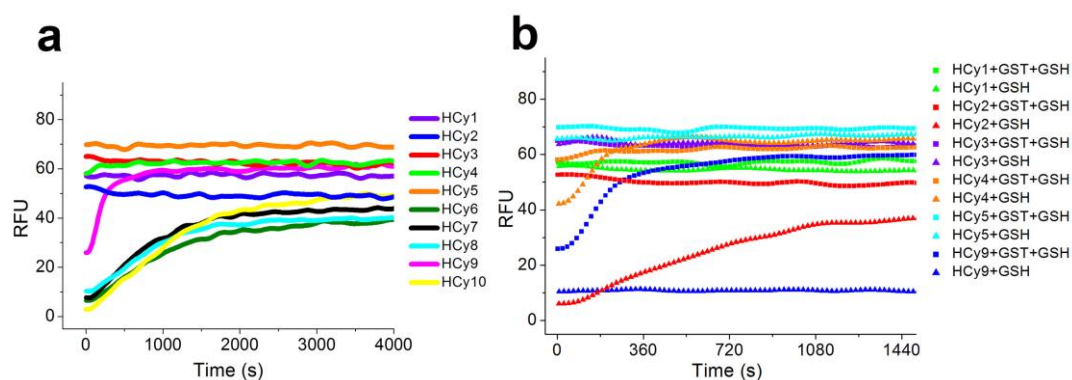 a
RFU
80
60
40
20
0
0 1000 2000 3000 4000
Time (s)
HCy1
HCy2
HCy3
HCy4
HCy5
HCy6
HCy7
HCy8
HCy9
HCy10
b
RFU
100
80
60
40
20
0
0 360 720 1080 1440
Time (s)
HCy1+GST+GSH
HCy1+GSH
HCy2+GST+GSH
HCy2+GSH
HCy3+GST+GSH
HCy3+GSH
HCy4+GST+GSH
HCy4+GSH
HCy5+GST+GSH
HCy5+GSH
HCy9+GST+GSH
HCy9+GSH